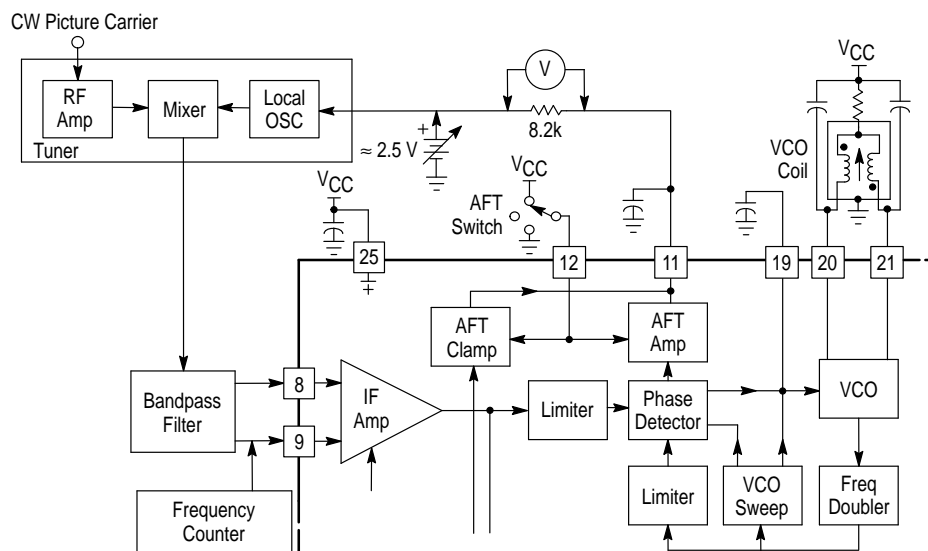 CW Picture Carrier
RF
Amp
Mixer
Local
OSC
Tuner
+
≈ 2.5 V
V
8.2k
VCC
VCO
Coil
VCC
AFT
Switch
VCC
25
+
12
11
19
20
21
AFT
Clamp
AFT
Amp
Bandpass
Filter
8
9
IF
Amp
Limiter
Phase
Detector
VCO
Limiter
VCO
Sweep
Freq
Doubler
Frequency
Counter